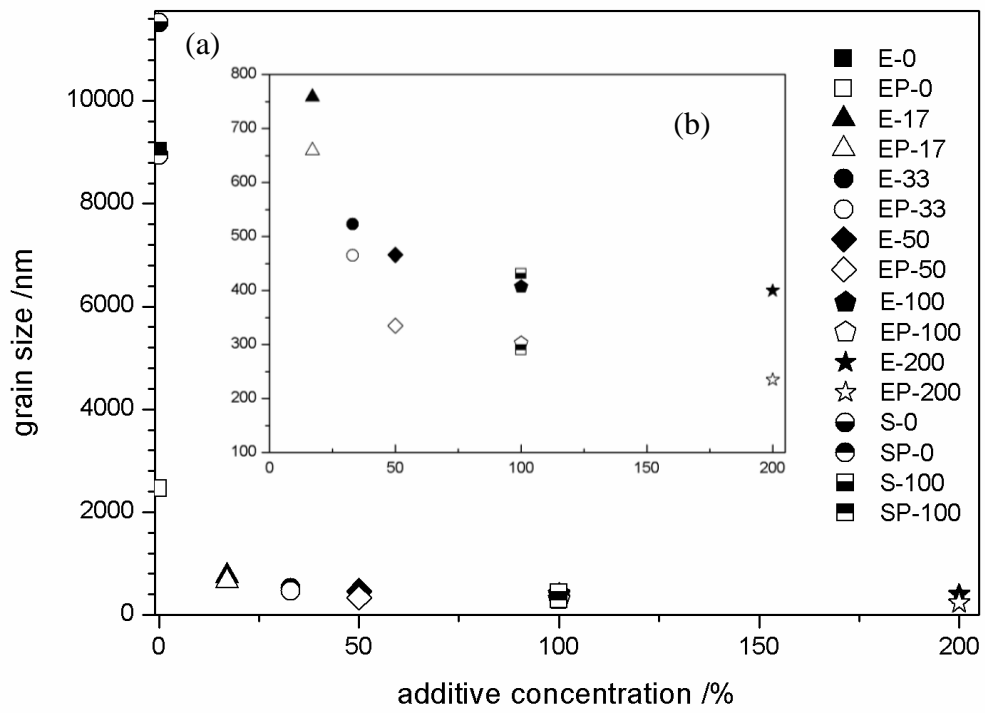 (a)
10000
8000
6000
4000
2000
0
grain size /nm
0
50
100
150
200
additive concentration /%
(b)
800
700
600
500
400
300
200
100
0
50
100
150
200
E-0
EP-0
E-17
EP-17
E-33
EP-33
E-50
EP-50
E-100
EP-100
E-200
EP-200
S-0
SP-0
S-100
SP-100